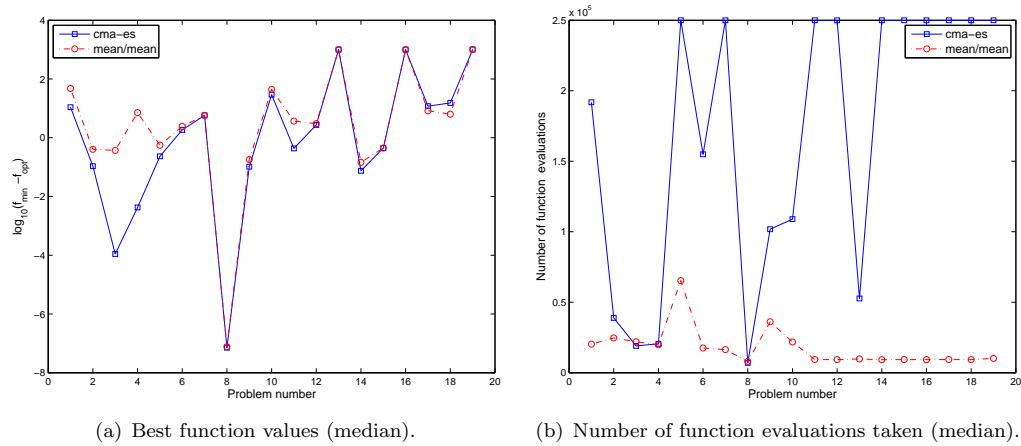 cma−es
mean/mean
4
2
0
−2
−4
−6
−8
log10(fmin −fopt)
0 2 4 6 8 10 12 14 16 18 20
Problem number
(a) Best function values (median).
x 10^5
cma−es
mean/mean
2.5
2
1.5
1
0.5
0
Number of function evaluations
0 2 4 6 8 10 12 14 16 18 20
Problem number
(b) Number of function evaluations taken (median).